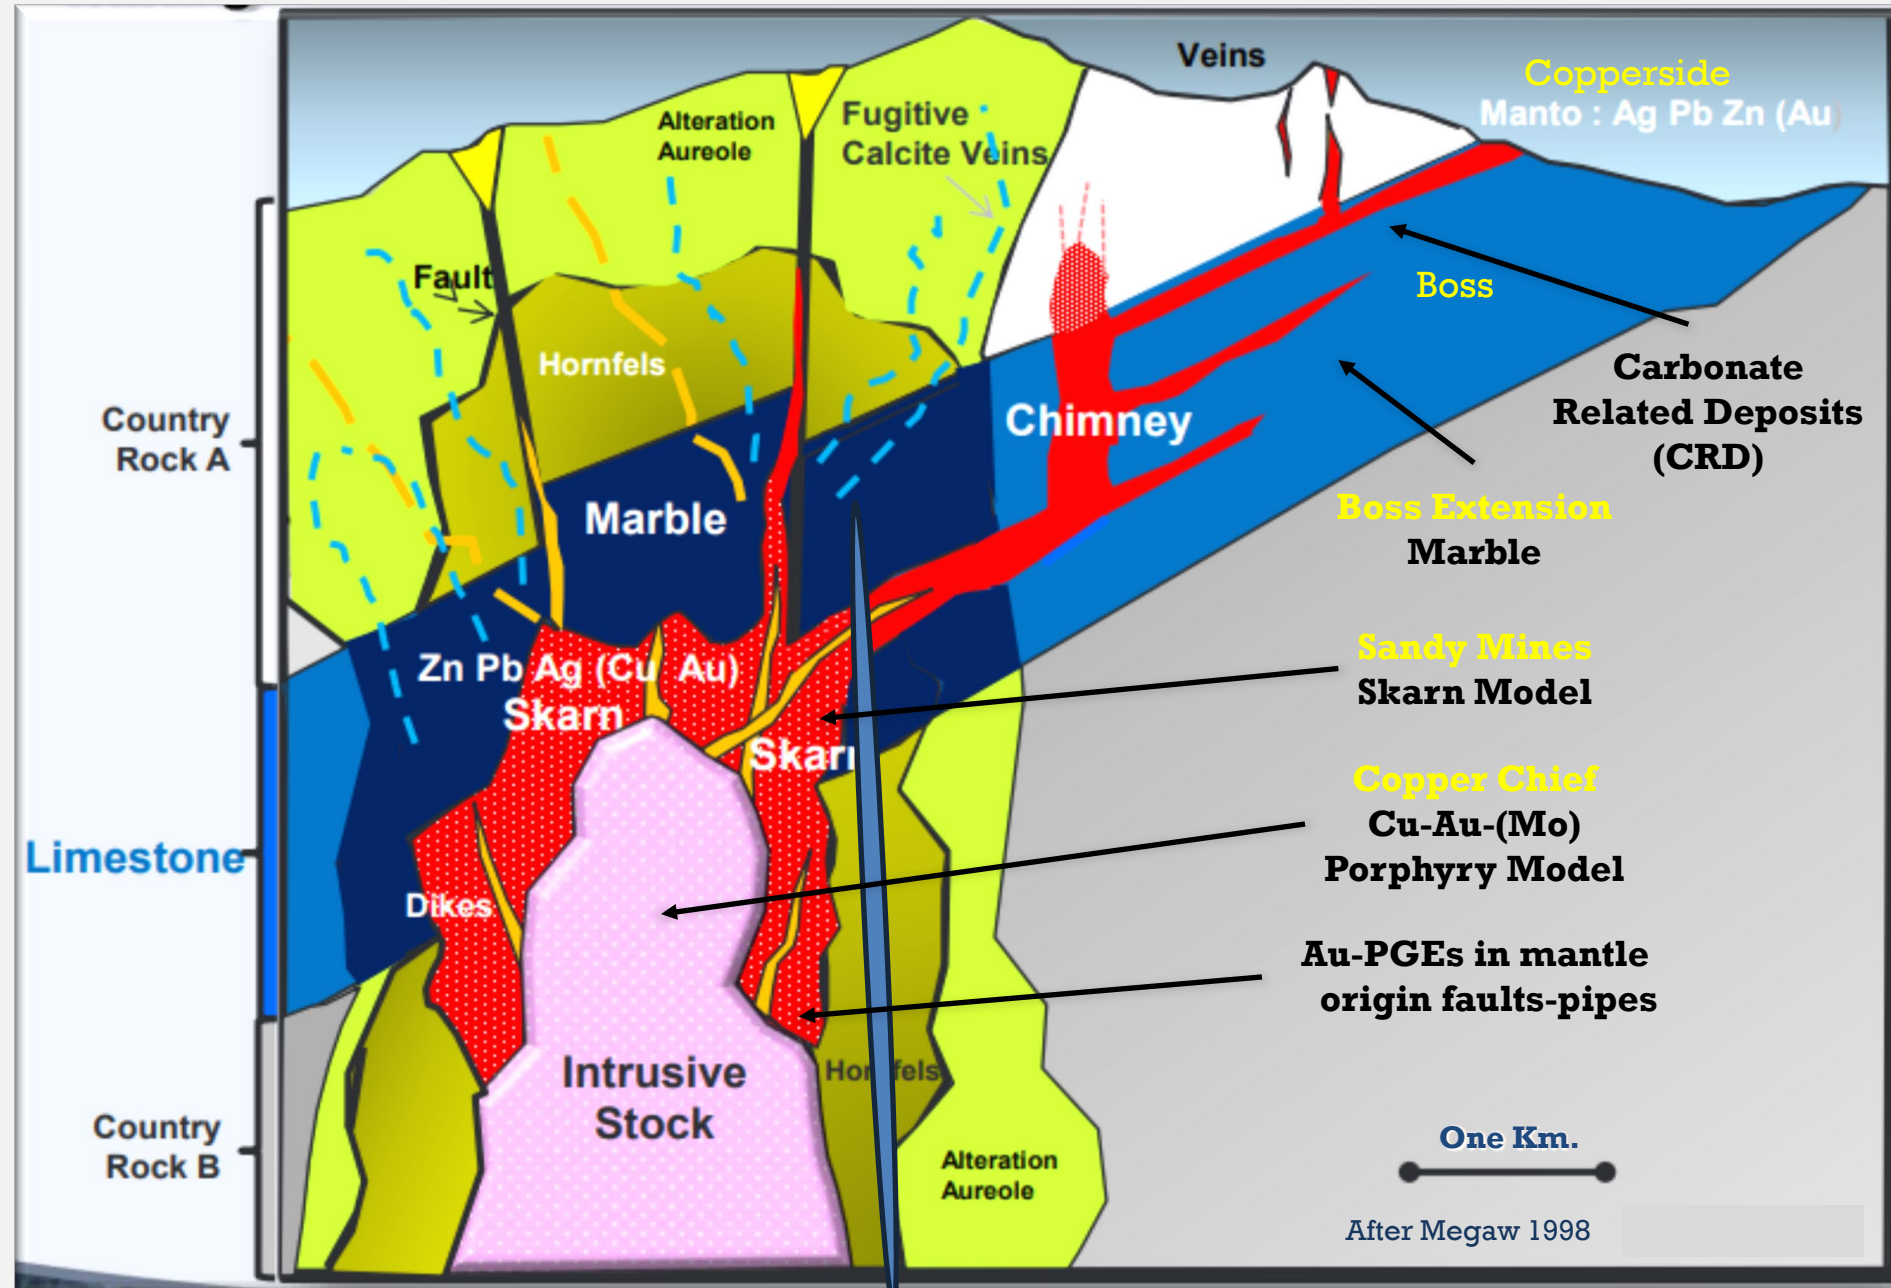 Veins
Copperside
Manto : Ag Pb Zn (Au)
Alteration
Aureole
Fugitive
Calcite Veins
Fault
Boss
Hornfels
Carbonate
Related Deposits
(CRD)
Country
Rock A
Chimney
Marble
Boss Extension
Marble
Zn Pb Ag (Cu Au)
Skarn
Sandy Mines
Skarn Model
Skarn
Copper Chief
Cu-Au-(Mo)
Porphyry Model
Limestone
Dikes
Au-PGEs in mantle
origin faults-pipes
Intrusive
Stock
Hornfels
Country
Rock B
Alteration
Aureole
One Km.
After Megaw 1998